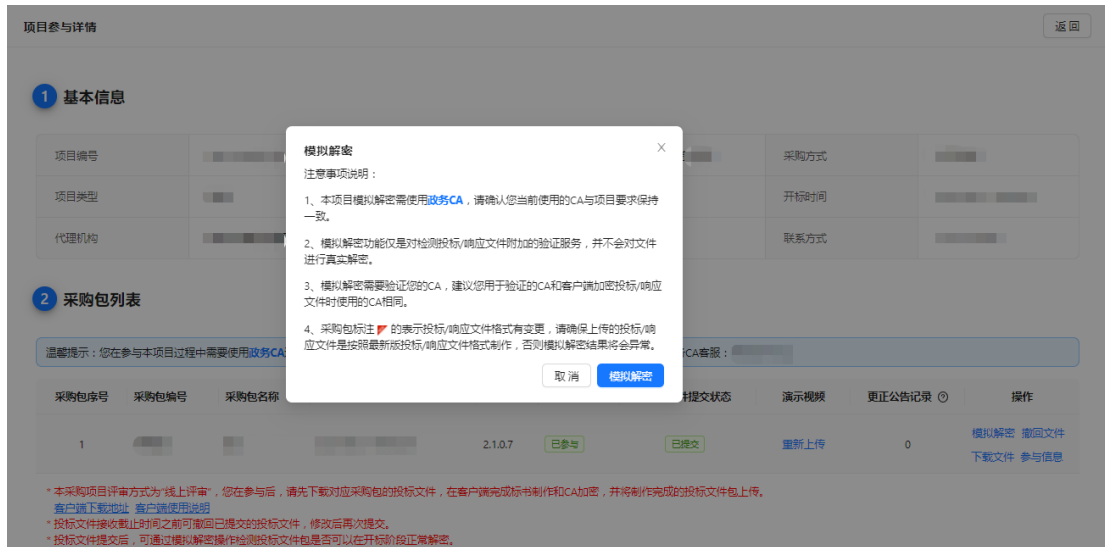 项目参与详情
返回
1 基本信息
项目编号
采购方式
项目类型
开标时间
代理机构
联系方式
模拟解密
注意事项说明：
1、本项目模拟解密需使用政务CA，请确认您当前使用的CA与项目要求保持
一致。
2、模拟解密功能仅是对检测投标/响应文件附加的验证服务，并不会对文件
进行真实解密。
3、模拟解密需要验证您的CA，建议您用于验证的CA和客户端加密投标/响应
文件时使用的CA相同。
4、采购包标注 的表示投标/响应文件格式有变更，请确保上传的投标/响
应文件是按照最新版投标/响应文件格式制作，否则模拟解密结果将会异常。
取消
模拟解密
2 采购包列表
温馨提示：您在参与本项目过程中需要使用政务CA
CA客服：
采购包序号 采购包编号 采购包名称 件提交状态 演示视频 更正公告记录 操作
1 2.1.0.7 已参与 已提交 重新上传 0 模拟解密 撤回文件
下载文件 参与信息
* 本采购项目评审方式为"线上评审"，您在参与后，请先下载对应采购包的投标文件，在客户端完成标书制作和CA加密，并将制作完成的投标文件包上传。
客户端下载地址 客户端使用说明
* 投标文件接收截止时间之前可撤回已提交的投标文件，修改后再次提交。
* 投标文件提交后，可通过模拟解密操作检测投标文件包是否可以在开标阶段正常解密。